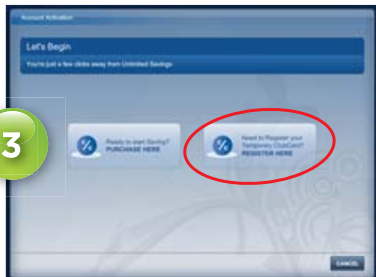 Account Activation
Let's Begin
You're just a few clicks away from Unlimited Savings
3
Ready to start Saving?
PURCHASE HERE
Need to Register your
Temporary ClubCard?
REGISTER HERE
CANCEL